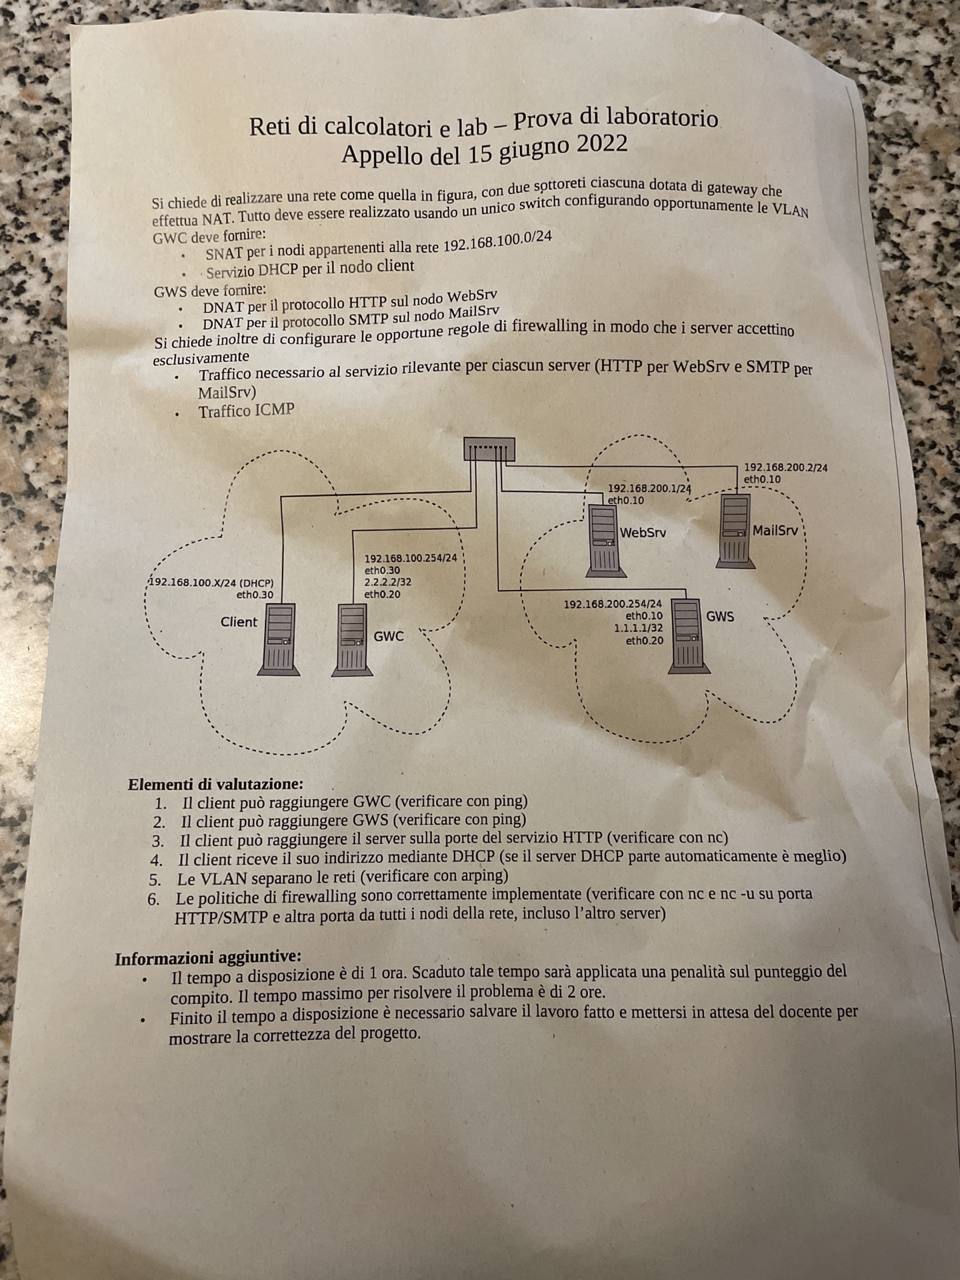 Reti di calcolatori e lab – Prova di laboratorio
Appello del 15 giugno 2022
Si chiede di realizzare una rete come quella in figura, con due sottoreti ciascuna dotata di gateway che
effettua NAT. Tutto deve essere realizzato usando un unico switch configurando opportunamente le VLAN
GWC deve fornire:
• SNAT per i nodi appartenenti alla rete 192.168.100.0/24
• Servizio DHCP per il nodo client
GWS deve fornire:
• DNAT per il protocollo HTTP sul nodo WebSrv
• DNAT per il protocollo SMTP sul nodo MailSrv
Si chiede inoltre di configurare le opportune regole di firewalling in modo che i server accettino
esclusivamente
• Traffico necessario al servizio rilevante per ciascun server (HTTP per WebSrv e SMTP per
MailSrv)
• Traffico ICMP
192.168.200.2/24
eth0.10
MailSrv
192.168.200.1/24
eth0.10
WebSrv
192.168.100.254/24
eth0.30
2.2.2.2/32
eth0.20
GWC
192.168.100.X/24 (DHCP)
eth0.30
Client
192.168.200.254/24
eth0.10
1.1.1.1/32
eth0.20
GWS
Elementi di valutazione:
1. Il client può raggiungere GWC (verificare con ping)
2. Il client può raggiungere GWS (verificare con ping)
3. Il client può raggiungere il server sulla porte del servizio HTTP (verificare con nc)
4. Il client riceve il suo indirizzo mediante DHCP (se il server DHCP parte automaticamente è meglio)
5. Le VLAN separano le reti (verificare con arping)
6. Le politiche di firewalling sono correttamente implementate (verificare con nc e nc -u su porta
HTTP/SMTP e altra porta da tutti i nodi della rete, incluso l'altro server)
Informazioni aggiuntive:
• Il tempo a disposizione è di 1 ora. Scaduto tale tempo sarà applicata una penalità sul punteggio del
compito. Il tempo massimo per risolvere il problema è di 2 ore.
• Finito il tempo a disposizione è necessario salvare il lavoro fatto e mettersi in attesa del docente per
mostrare la correttezza del progetto.